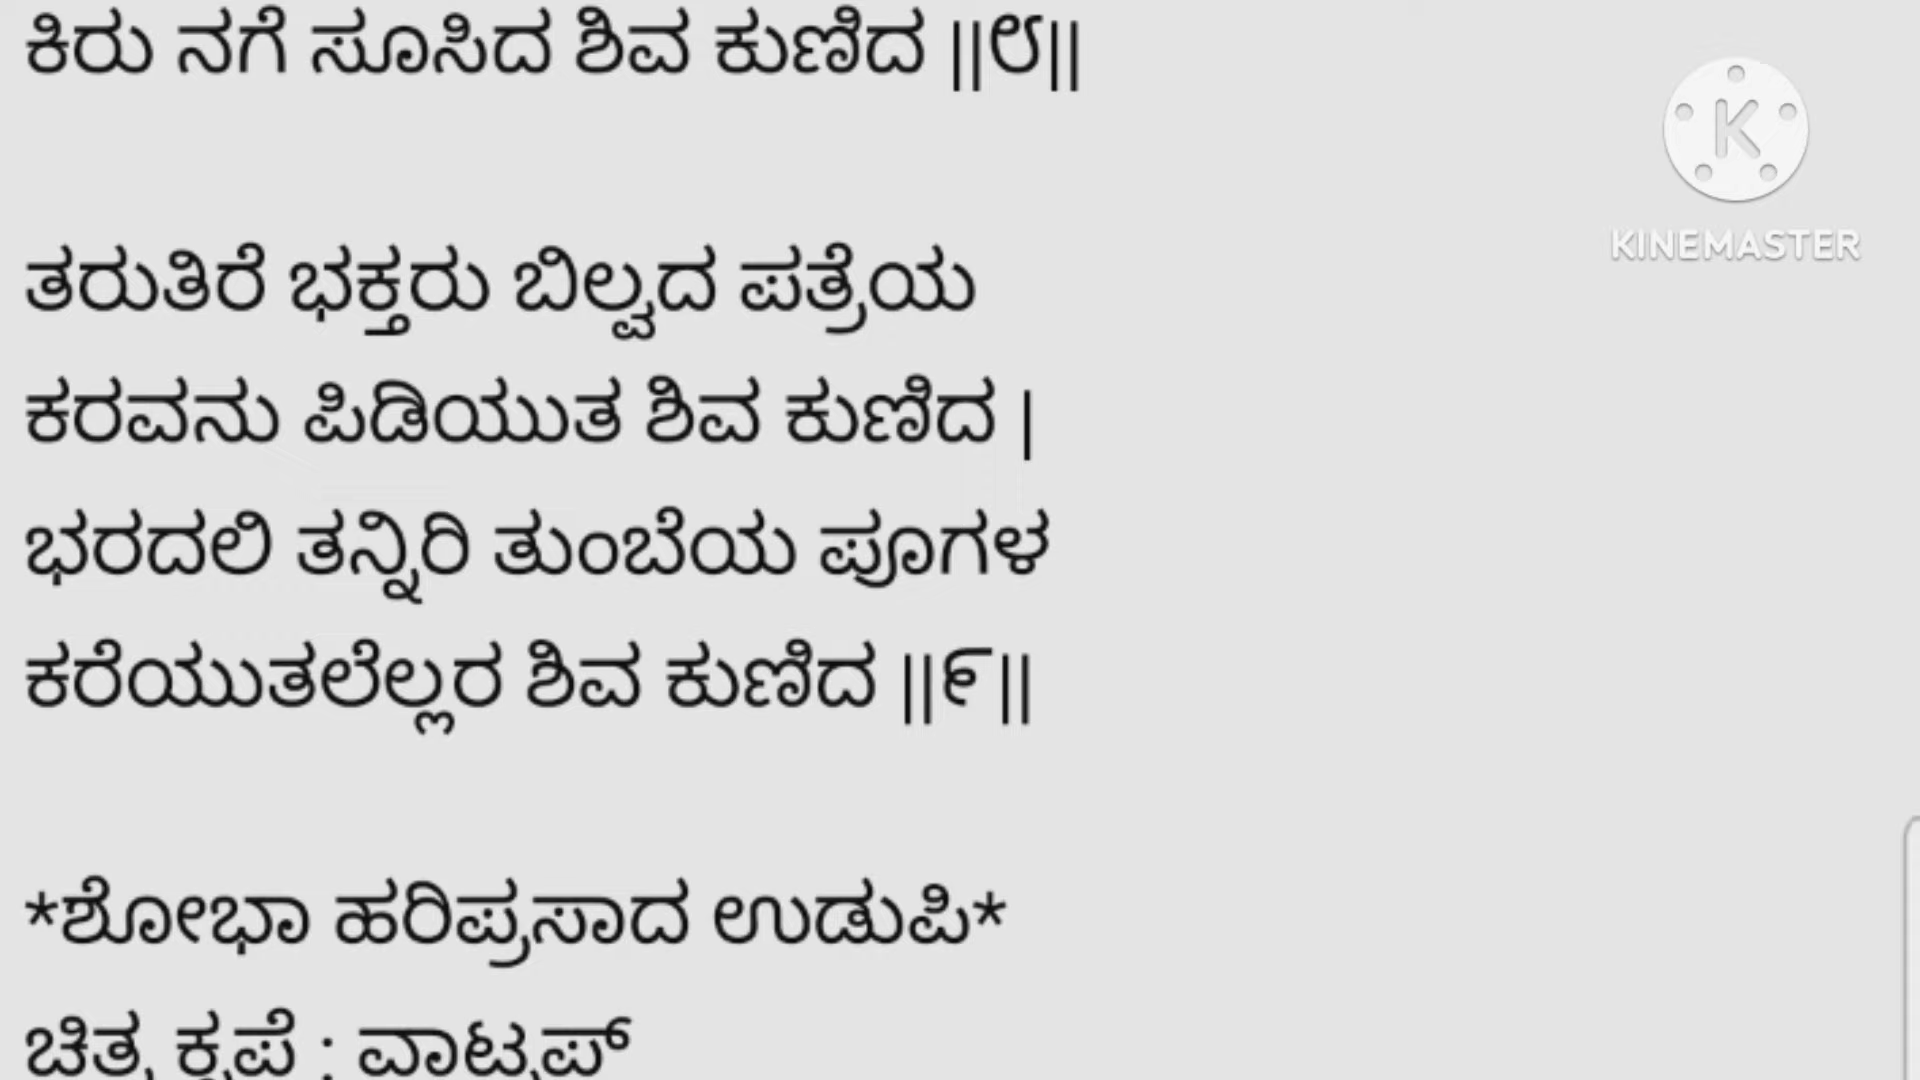 ಕಿರು ನಗೆ ಸೂಸಿದ ಶಿವ ಕುಣಿದ ||೮||
ತರುತಿರೆ ಭಕ್ತರು ಬಿಲ್ವದ ಪತ್ರೆಯ
ಕರವನು ಪಿಡಿಯುತ ಶಿವ ಕುಣಿದ |
ಭರದಲಿ ತನ್ನಿರಿ ತುಂಬೆಯ ಪೂಗಳ
ಕರೆಯುತಲೆಲ್ಲರ ಶಿವ ಕುಣಿದ ||೯||
*ಶೋಭಾ ಹರಿಪ್ರಸಾದ ಉಡುಪಿ*
ಚಿತ್ರ ಕೃಪೆ : ವಾಟ್ಸಪ್
K
KINEMASTER